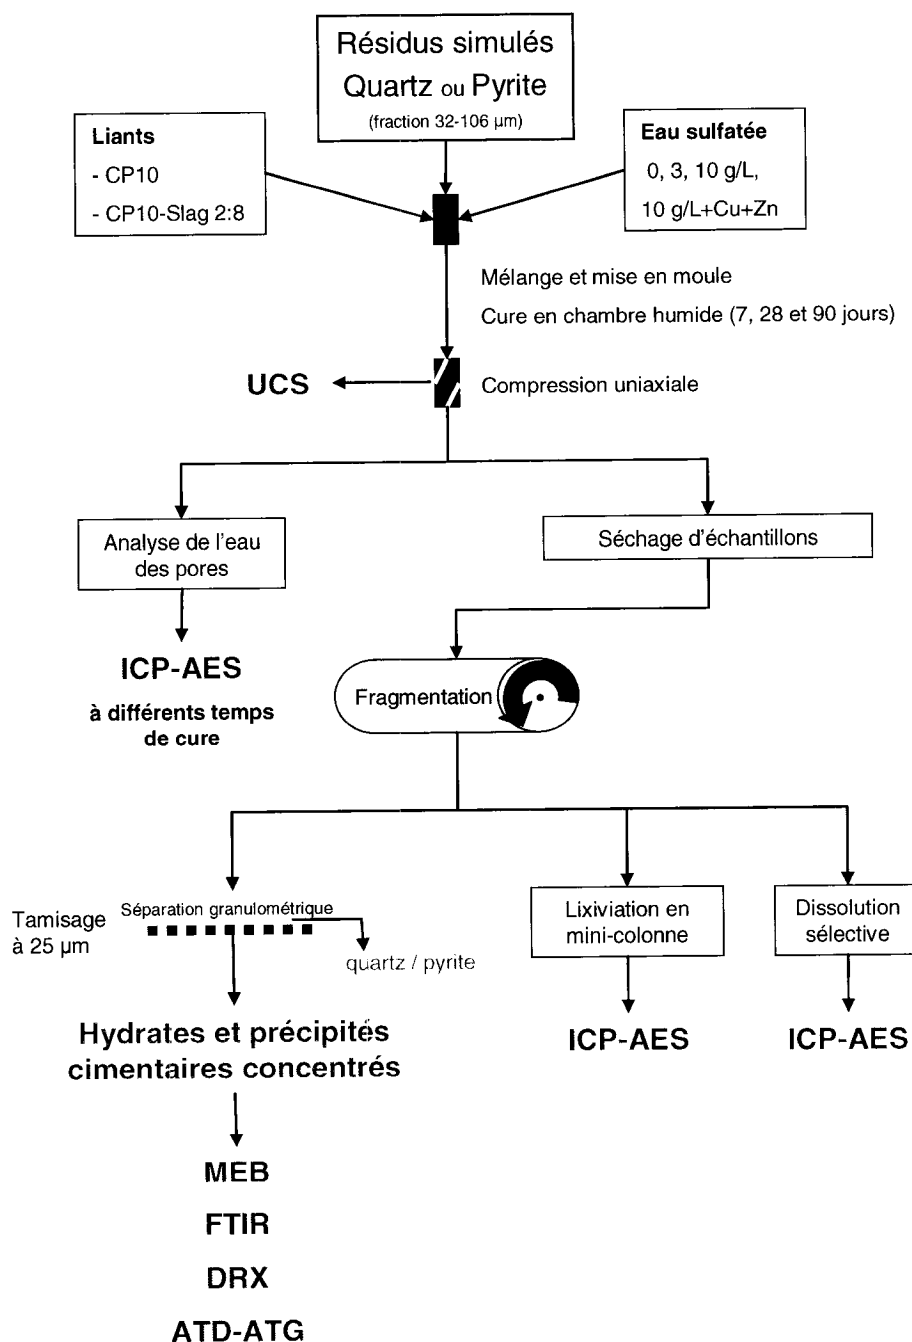 Résidus simulés
Quartz ou Pyrite
(fraction 32-106 µm)
Liants
- CP10
- CP10-Slag 2:8
Eau sulfatée
0, 3, 10 g/L,
10 g/L+Cu+Zn
Mélange et mise en moule
Cure en chambre humide (7, 28 et 90 jours)
UCS
Compression uniaxiale
Analyse de l'eau
des pores
Séchage d'échantillons
ICP-AES
à différents temps
de cure
Fragmentation
Tamisage
à 25 µm
Séparation granulométrique
quartz / pyrite
Lixiviation en
mini-colonne
Dissolution
sélective
Hydrates et précipités
cimentaires concentrés
ICP-AES
ICP-AES
MEB
FTIR
DRX
ATD-ATG